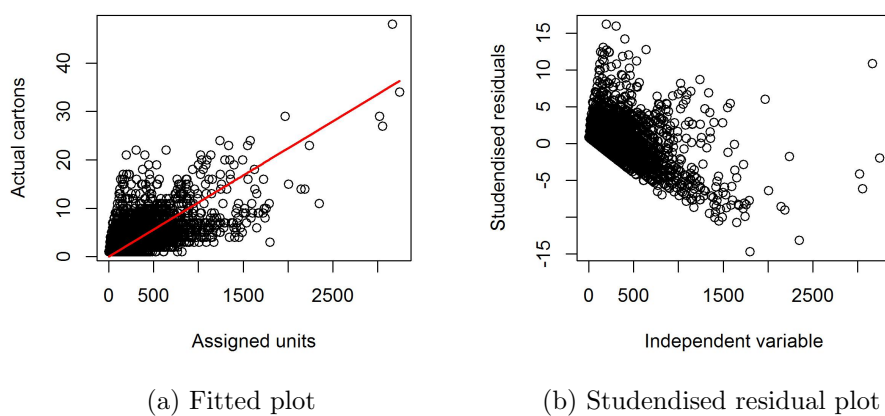 Actual cartons
40
30
20
10
0
0 500 1500 2500
Assigned units
(a) Fitted plot
Studendised residuals
15
10
5
0
-5
-15
0 500 1500 2500
Independent variable
(b) Studendised residual plot